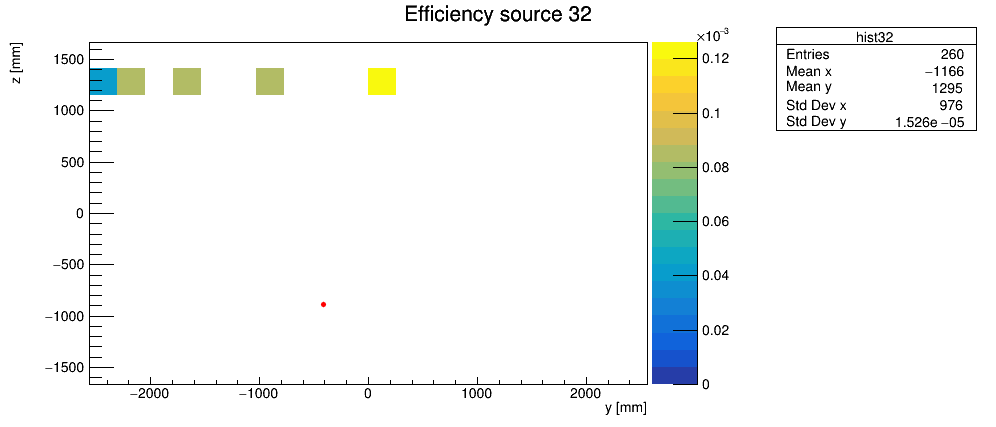 Efficiency source 32
z [mm]
1500
1000
500
0
−500
−1000
−1500
−2000 −1000 0 1000 2000
y [mm]
×10⁻³
0.12
0.1
0.08
0.06
0.04
0.02
0
hist32
Entries 260
Mean x −1166
Mean y 1295
Std Dev x 976
Std Dev y 1.526e −05